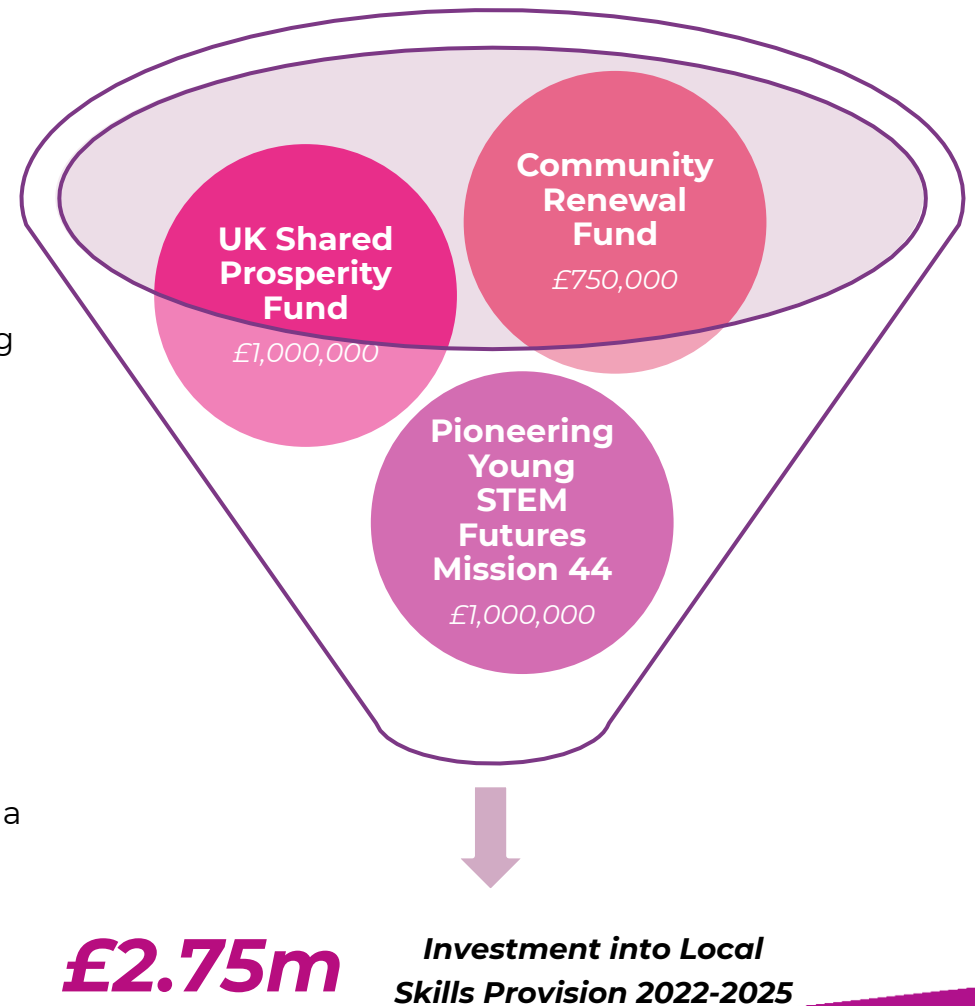 Community
Renewal
Fund
£750,000
UK Shared
Prosperity
Fund
£1,000,000
g
Pioneering
Young
STEM
Futures
Mission 44
£1,000,000
a
£2.75m
Investment into Local
Skills Provision 2022-2025